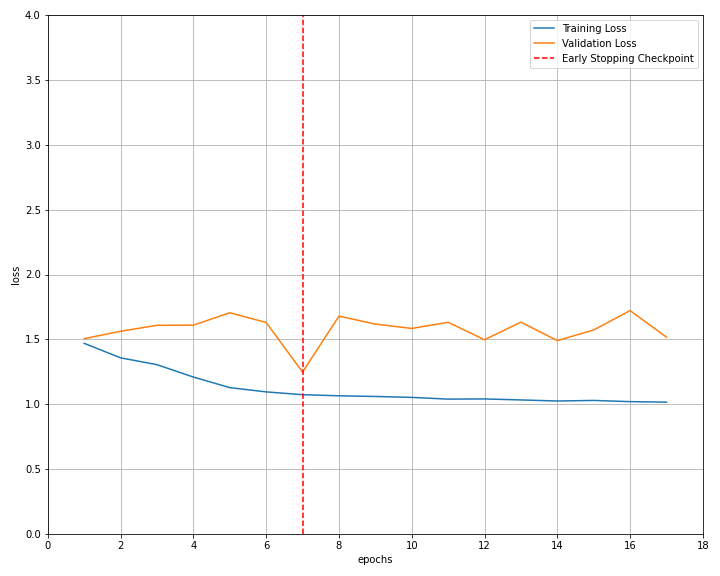 4.0
3.5
3.0
2.5
2.0
1.5
1.0
0.5
0.0
loss
Training Loss
Validation Loss
Early Stopping Checkpoint
0 2 4 6 8 10 12 14 16 18
epochs